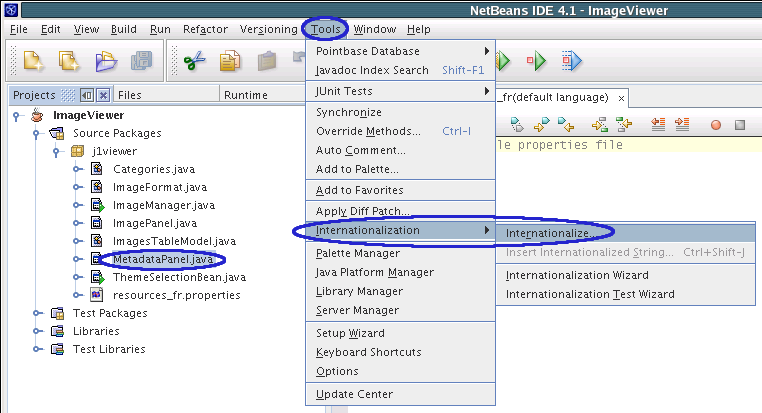 NetBeans IDE 4.1 - ImageViewer
File Edit View Build Run Refactor Versioning Tools Window Help
Projects Files Runtime
ImageViewer
Source Packages
j1viewer
Categories.java
ImageFormat.java
ImageManager.java
ImagePanel.java
ImagesTableModel.java
MetadataPanel.java
ThemeSelectionBean.java
resources_fr.properties
Test Packages
Libraries
Test Libraries
Pointbase Database
Javadoc Index Search Shift-F1
JUnit Tests
Synchronize
Override Methods... Ctrl-I
Auto Comment...
Add to Palette...
Add to Favorites
Apply Diff Patch...
Internationalization
Palette Manager
Java Platform Manager
Library Manager
Server Manager
Setup Wizard
Keyboard Shortcuts
Options
Update Center
_fr(default language) x
le properties file
Internationalize...
Insert Internationalized String... Ctrl+Shift-J
Internationalization Wizard
Internationalization Test Wizard